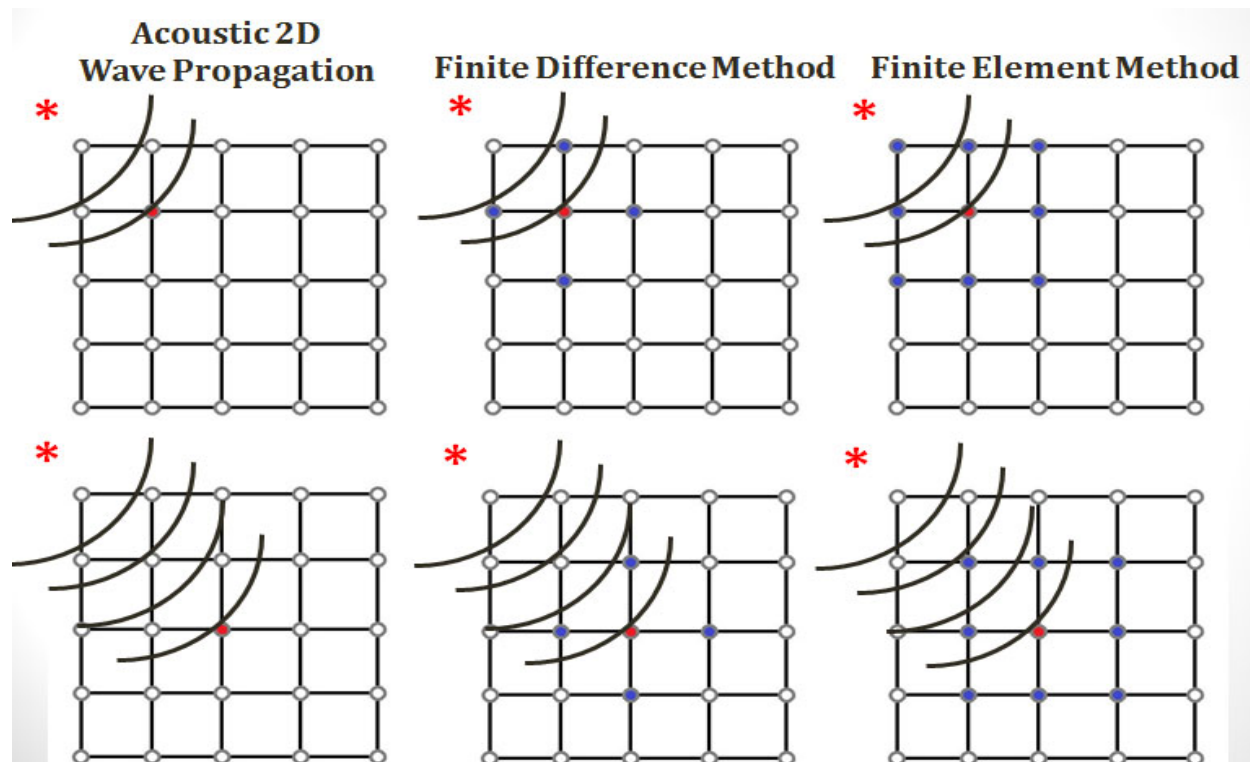 Acoustic 2D
Wave Propagation
Finite Difference Method
Finite Element Method
*
*
*
*
*
*